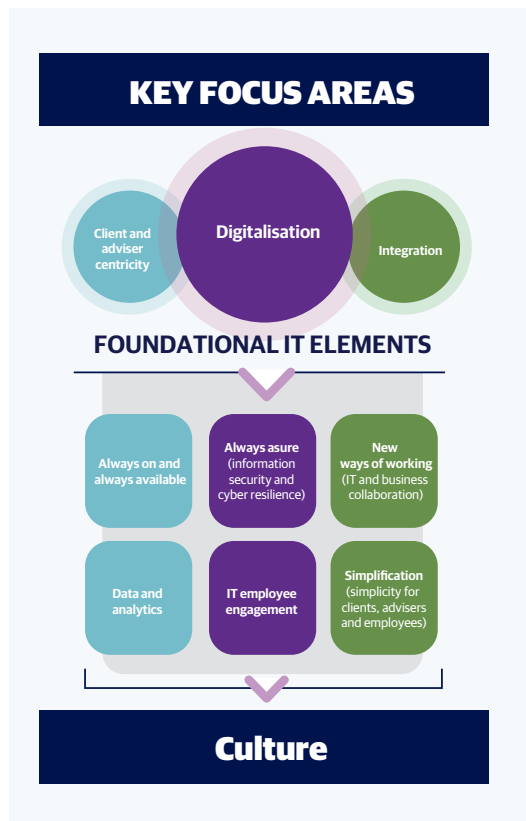 KEY FOCUS AREAS
Client and
adviser
centricity
Digitalisation
Integration
FOUNDATIONAL IT ELEMENTS
Always on and
always available
Always asure
(information
security and
cyber resilience)
New
ways of working
(IT and business
collaboration)
Data and
analytics
IT employee
engagement
Simplification
(simplicity for
clients, advisers
and employees)
Culture